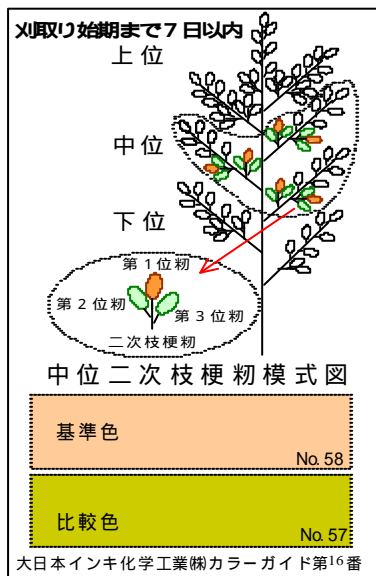 刈取り始期まで7日以内
上位
中位
下位
第1位籾
第2位籾
第3位籾
二次枝梗籾
中位二次枝梗籾模式図
基準色
No.58
比較色
No.57
大日本インキ化学工業㈱カラーガイド第16番